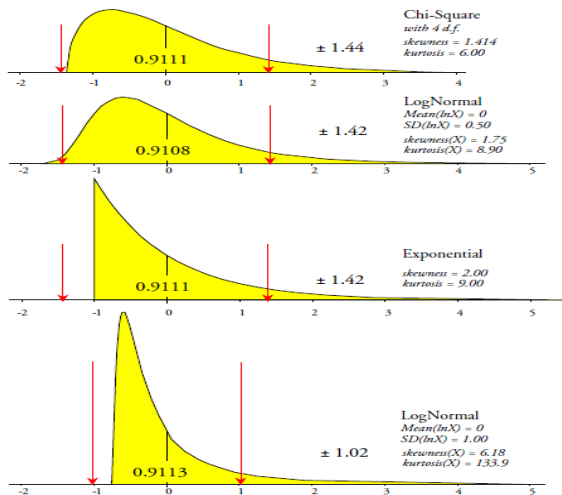 Chi-Square
with 4 d.f.
skewness = 1.414
kurtosis = 6.00
± 1.44
0.9111
-2 -1 0 1 2 3 4
LogNormal
Mean(lnX) = 0
SD(lnX) = 0.50
skewness(X) = 1.75
kurtosis(X) = 8.90
± 1.42
0.9108
-2 -1 0 1 2 3 4 5
Exponential
skewness = 2.00
kurtosis = 9.00
± 1.42
0.9111
-2 -1 0 1 2 3 4 5
LogNormal
Mean(lnX) = 0
SD(lnX) = 1.00
skewness(X) = 6.18
kurtosis(X) = 133.9
± 1.02
0.9113
-2 -1 0 1 2 3 4 5